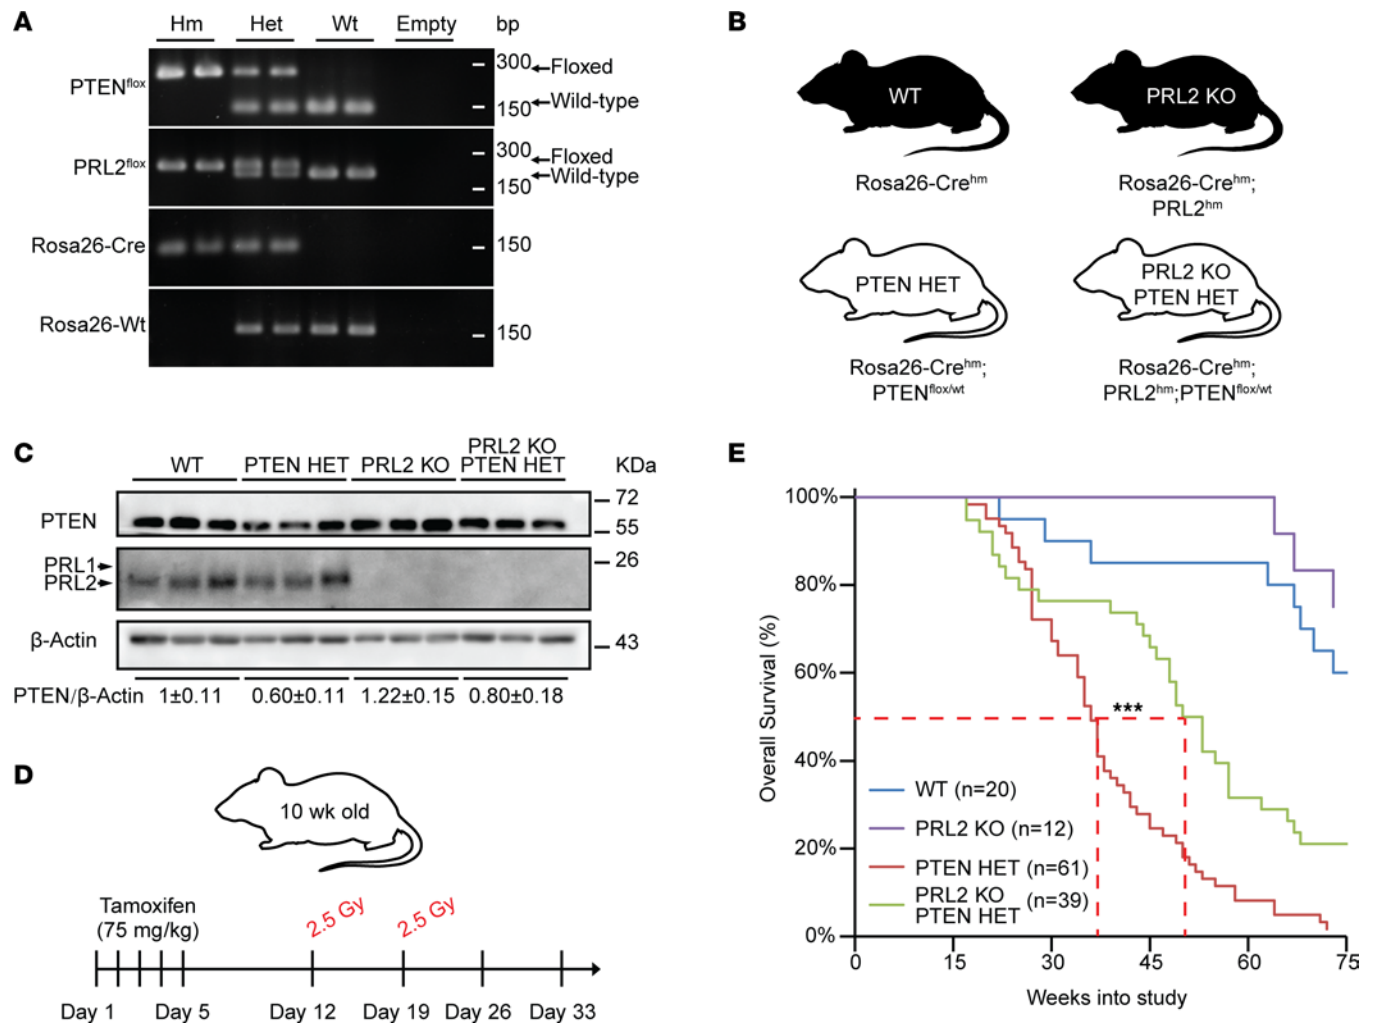 A
Hm Het Wt Empty bp
PTENflox
300 ←Floxed
150 ←Wild-type
PRL2flox
300 ←Floxed
←Wild-type
150
Rosa26-Cre 150
Rosa26-Wt 150
B
WT
Rosa26-Crehm
PRL2 KO
Rosa26-Crehm;
PRL2hm
PTEN HET
Rosa26-Crehm;
PTENflox/wt
PRL2 KO
PTEN HET
Rosa26-Crehm;
PRL2hm;PTENflox/wt
C
WT PTEN HET PRL2 KO PRL2 KO
PTEN HET
KDa
PTEN
72
55
PRL1
PRL2
26
β-Actin 43
PTEN/β-Actin 1±0.11 0.60±0.11 1.22±0.15 0.80±0.18
D
10 wk old
Tamoxifen
(75 mg/kg)
2.5 Gy 2.5 Gy
Day 1 Day 5 Day 12 Day 19 Day 26 Day 33
E
Overall Survival (%)
100%
80%
60%
40%
20%
0%
***
WT (n=20)
PRL2 KO (n=12)
PTEN HET (n=61)
PRL2 KO
PTEN HET (n=39)
0 15 30 45 60 75
Weeks into study